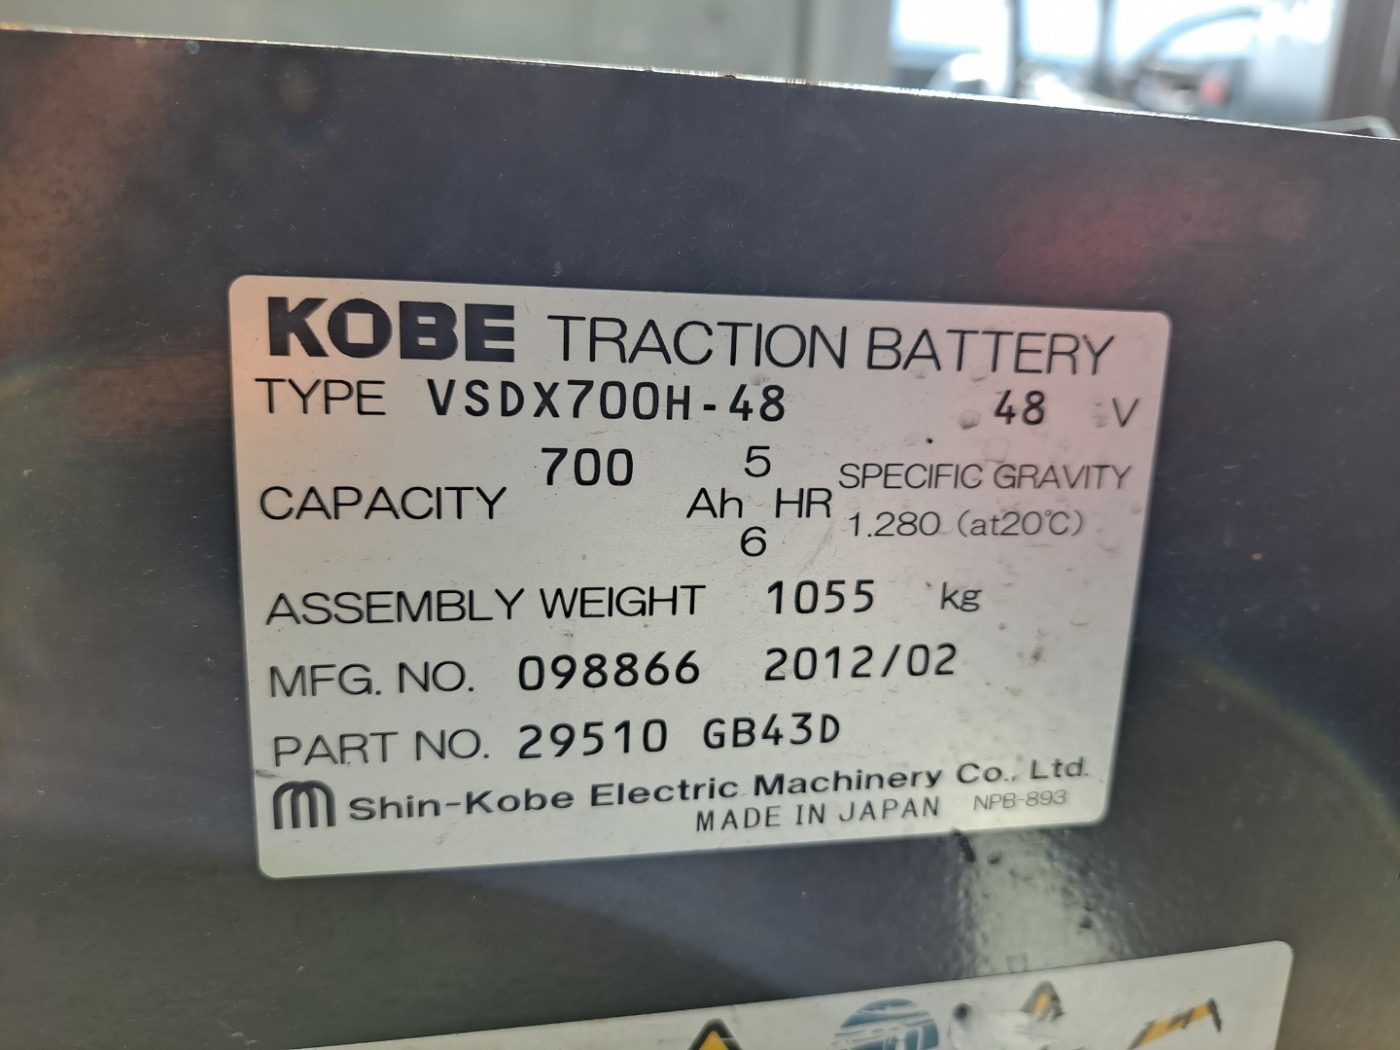 KOBE TRACTION BATTERY
TYPE VSDX700H-48 48 V
CAPACITY 700 Ah 5 HR 6
SPECIFIC GRAVITY
1.280 (at20℃)
ASSEMBLY WEIGHT 1055 kg
MFG. NO. 098866 2012/02
PART NO. 29510 GB43D
Shin-Kobe Electric Machinery Co., Ltd.
MADE IN JAPAN NPB-893